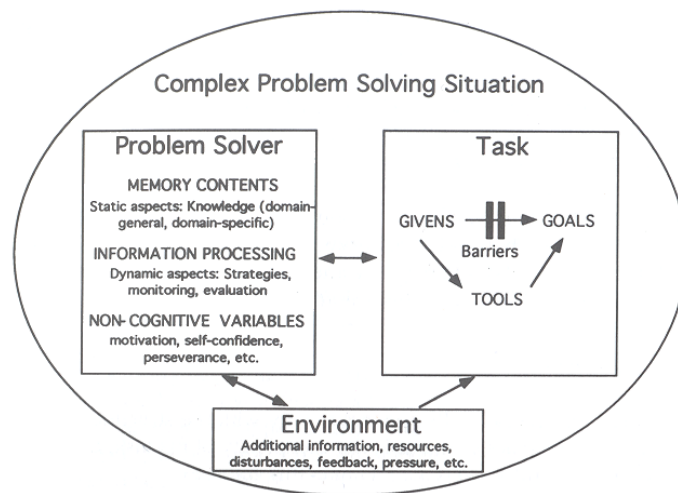 Complex Problem Solving Situation
Problem Solver
MEMORY CONTENTS
Static aspects: Knowledge (domain-
general, domain-specific)
INFORMATION PROCESSING
Dynamic aspects: Strategies,
monitoring, evaluation
NON-COGNITIVE VARIABLES
motivation, self-confidence,
perseverance, etc.
Task
GIVENS
GOALS
Barriers
TOOLS
Environment
Additional information, resources,
disturbances, feedback, pressure, etc.